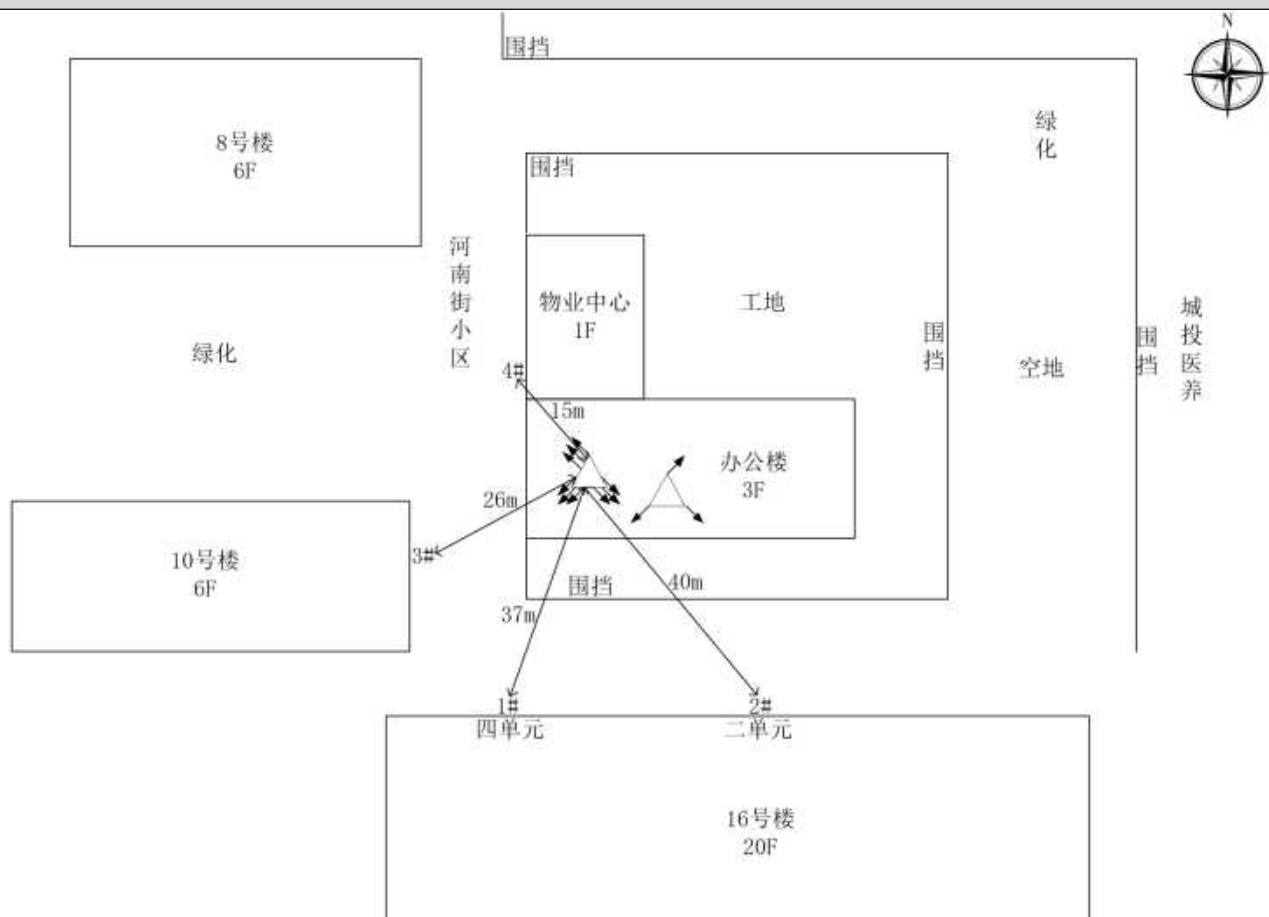 N
围挡
绿化
8号楼
6F
围挡
河南街小区
物业中心
1F
工地
围挡
城投医养
围挡
绿化
空地
4#
15m
办公楼
3F
26m
3#
10号楼
6F
围挡
40m
37m
1#
2#
四单元
二单元
16号楼
20F